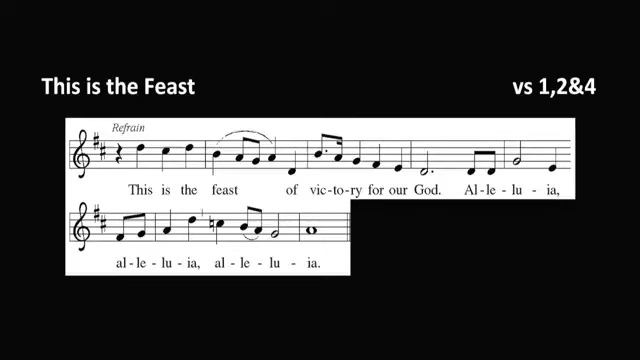 This is the Feast vs 1,2&4
Refrain
This is the feast of vic-to-ry for our God. Al-le-lu-ia,
al-le-lu-ia, al-le-lu-ia.